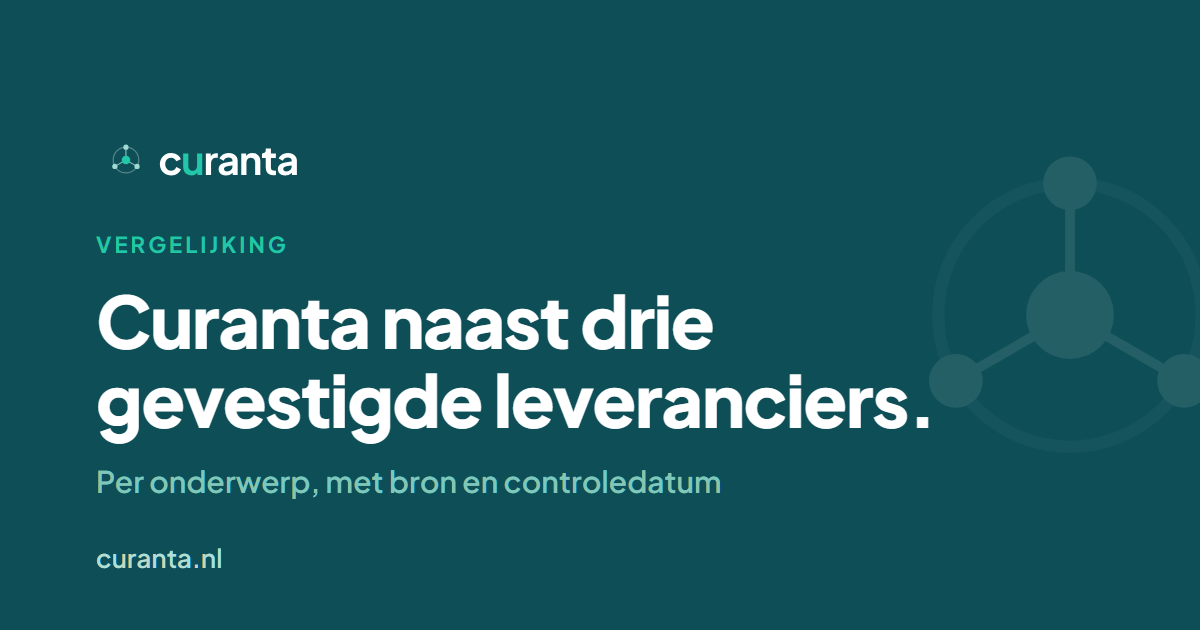 curanta
VERGELIJKING
Curanta naast drie
gevestigde leveranciers.
Per onderwerp, met bron en controledatum
curanta.nl